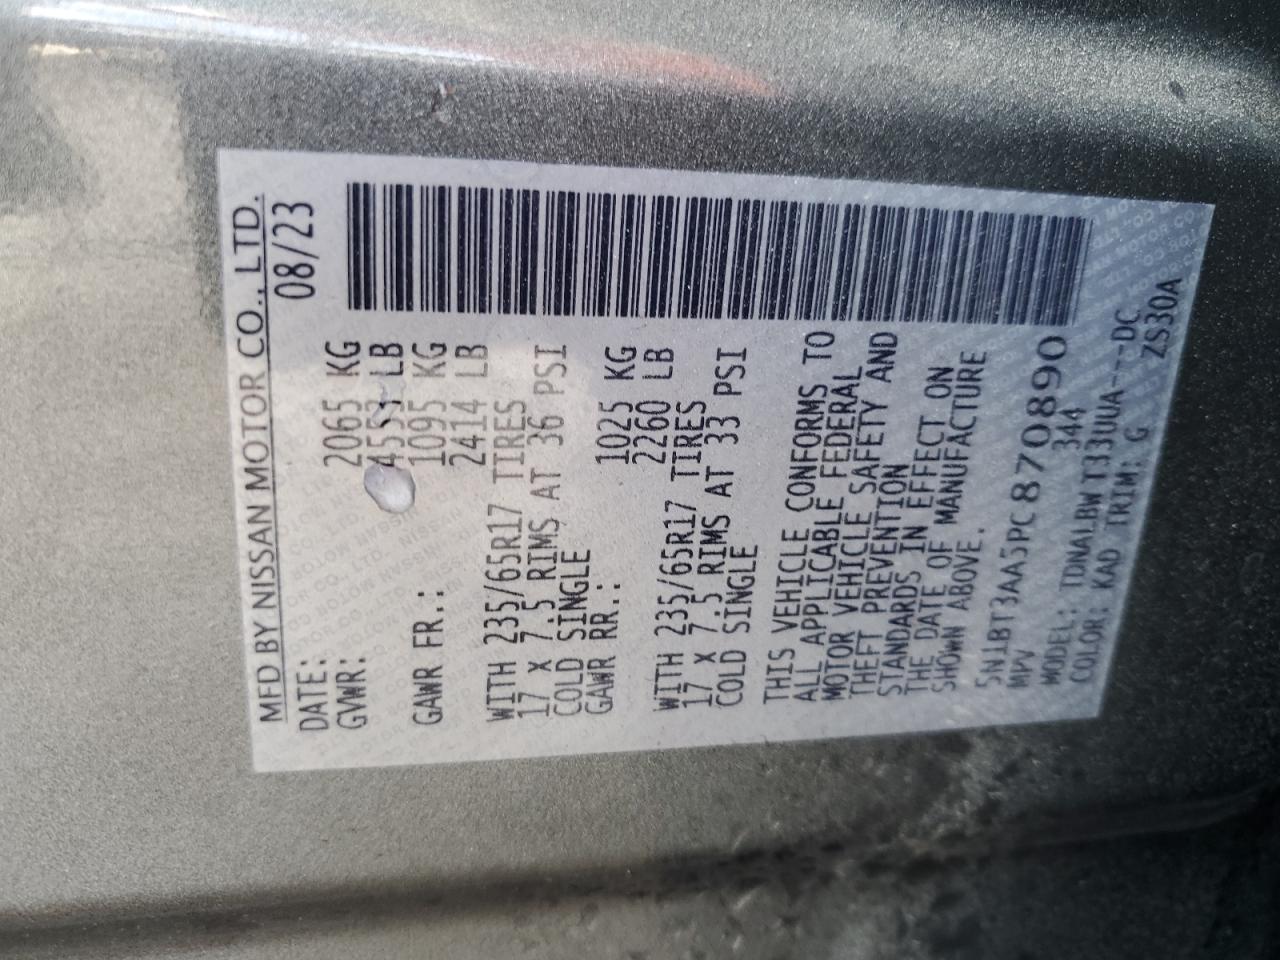 MFD BY NISSAN MOTOR CO., LTD.
DATE: 08/23
GVWR: 2065 KG
4553 LB
GAWR FR.: 1095 KG
2414 LB
WITH 235/65R17 TIRES
17 X 7.5 RIMS AT 36 PSI
COLD SINGLE
GAWR RR.: 1025 KG
2260 LB
WITH 235/65R17 TIRES
17 X 7.5 RIMS AT 33 PSI
COLD SINGLE
THIS VEHICLE CONFORMS TO
ALL APPLICABLE FEDERAL
MOTOR VEHICLE SAFETY AND
THEFT PREVENTION
STANDARDS IN EFFECT ON
THE DATE OF MANUFACTURE
SHOWN ABOVE.
5N1BT3AA5PC870890
MPV 344
MODEL: TDNALBWT33UUA---DC
COLOR: KAD TRIM: G ZS30A